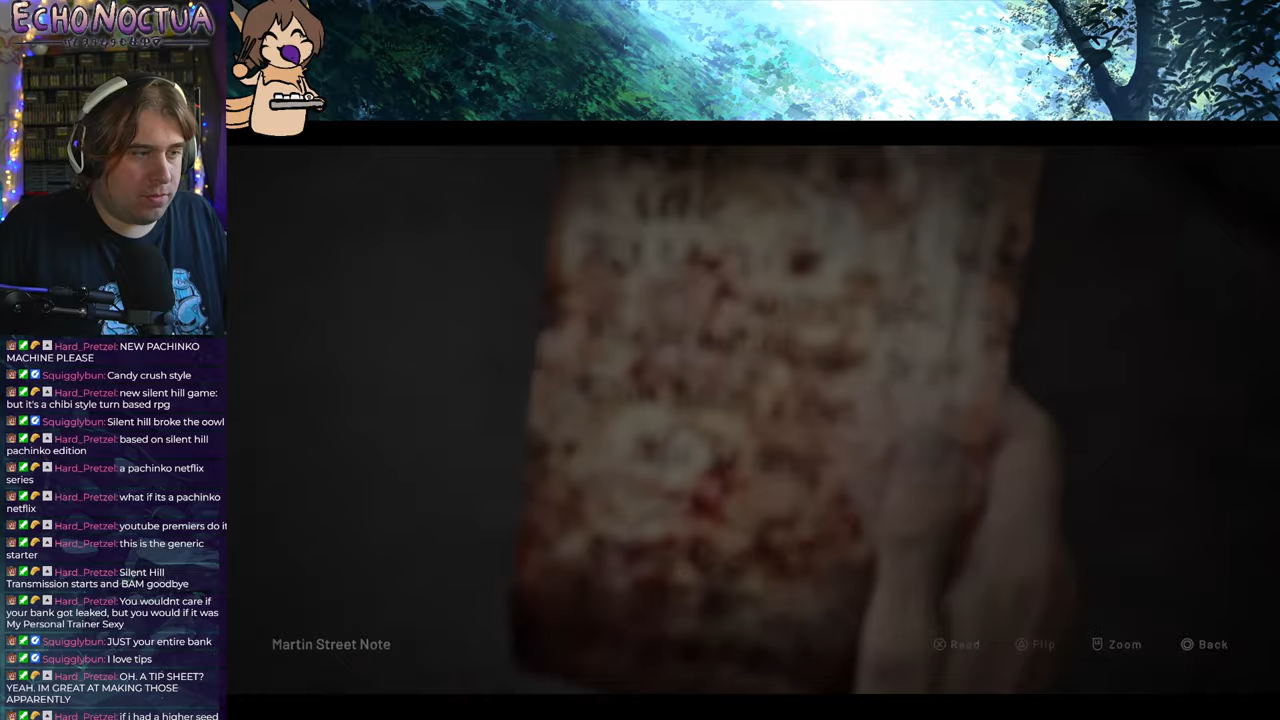 ECHONOCTUA
Hard_Pretzel: NEW PACHINKO
MACHINE PLEASE
Squigglybun: Candy crush style
Hard_Pretzel: new silent hill game:
but it's a chibi style turn based rpg
Squigglybun: Silent hill broke the oowl
Hard_Pretzel: based on silent hill
pachinko edition
Hard_Pretzel: a pachinko netflix
series
Hard_Pretzel: what if its a pachinko
netflix
Hard_Pretzel: youtube premiers do it
Hard_Pretzel: this is the generic
starter
Hard_Pretzel: Silent Hill
Transmission starts and BAM goodbye
Hard_Pretzel: You wouldnt care if
your bank got leaked, but you would if it was
My Personal Trainer Sexy
Squigglybun: JUST your entire bank
Squigglybun: I love tips
Hard_Pretzel: OH. A TIP SHEET?
YEAH. IM GREAT AT MAKING THOSE
APPARENTLY
Hard_Pretzel: if i had a higher seed
Martin Street Note
Read
Flip
Zoom
Back